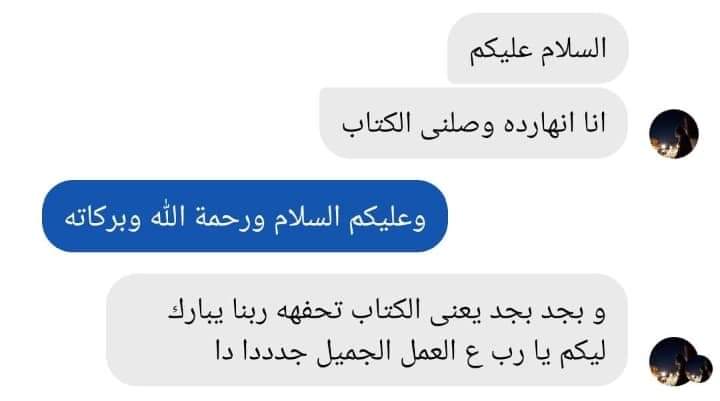 السلام عليكم
انا انهارده وصلنى الكتاب
وعليكم السلام ورحمة الله وبركاته
و بجد بجد يعنى الكتاب تحفهه ربنا يبارك
ليكم يا رب ع العمل الجميل جدددا دا